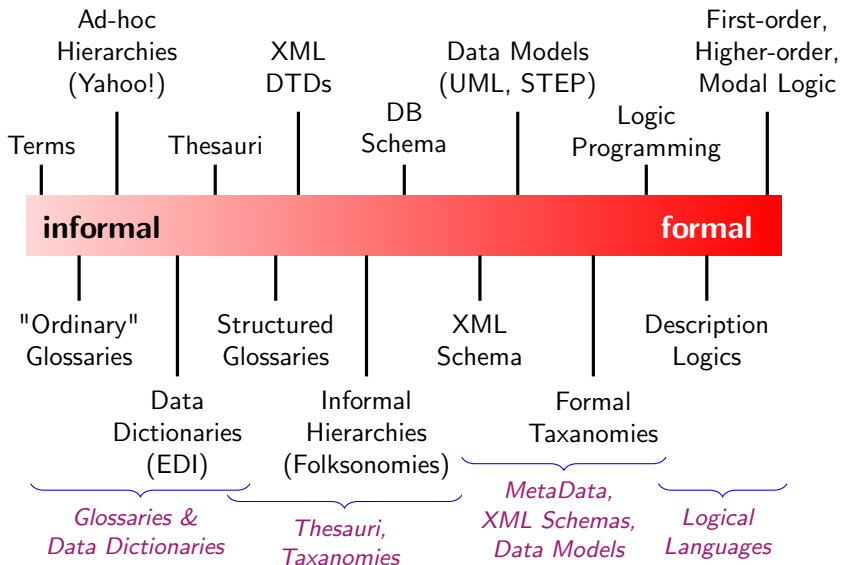 Ad-hoc
Hierarchies
(Yahoo!)
XML
DTDs
Data Models
(UML, STEP)
First-order,
Higher-order,
Modal Logic
Terms
Thesauri
DB
Schema
Logic
Programming
informal
formal
"Ordinary"
Glossaries
Structured
Glossaries
XML
Schema
Description
Logics
Data
Dictionaries
(EDI)
Informal
Hierarchies
(Folksonomies)
Formal
Taxanomies
Glossaries &
Data Dictionaries
Thesauri,
Taxanomies
MetaData,
XML Schemas,
Data Models
Logical
Languages